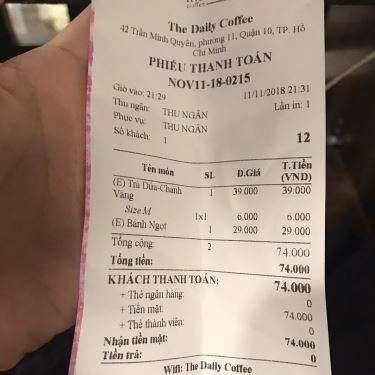 The Daily Coffee
42 Trần Minh Quyền, phường 11, Quận 10, TP. Hồ
Chí Minh
PHIẾU THANH TOÁN
NOV11-18-0215
Giờ vào: 21:29 11/11/2018 21:31
Thu ngân: THU NGÂN Lần in: 1
Phục vụ: THU NGÂN
Số khách: 1 12
Tên món SL Đ.Giá T.Tiền
(VND)
(E) Trà Dứa-Chanh 1 39.000 39.000
Vàng
Size M 1x1 6.000 6.000
(E) Bánh Ngọt 1 29.000 29.000
Tổng cộng: 2 74.000
Tổng tiền: 74.000
KHÁCH THANH TOÁN: 74.000
+ Thẻ ngân hàng: 0
+ Tiền mặt: 74.000
+ Thẻ thành viên: 0
Nhận tiền mặt: 74.000
Tiền trả: 0
Wifi: The Daily Coffee